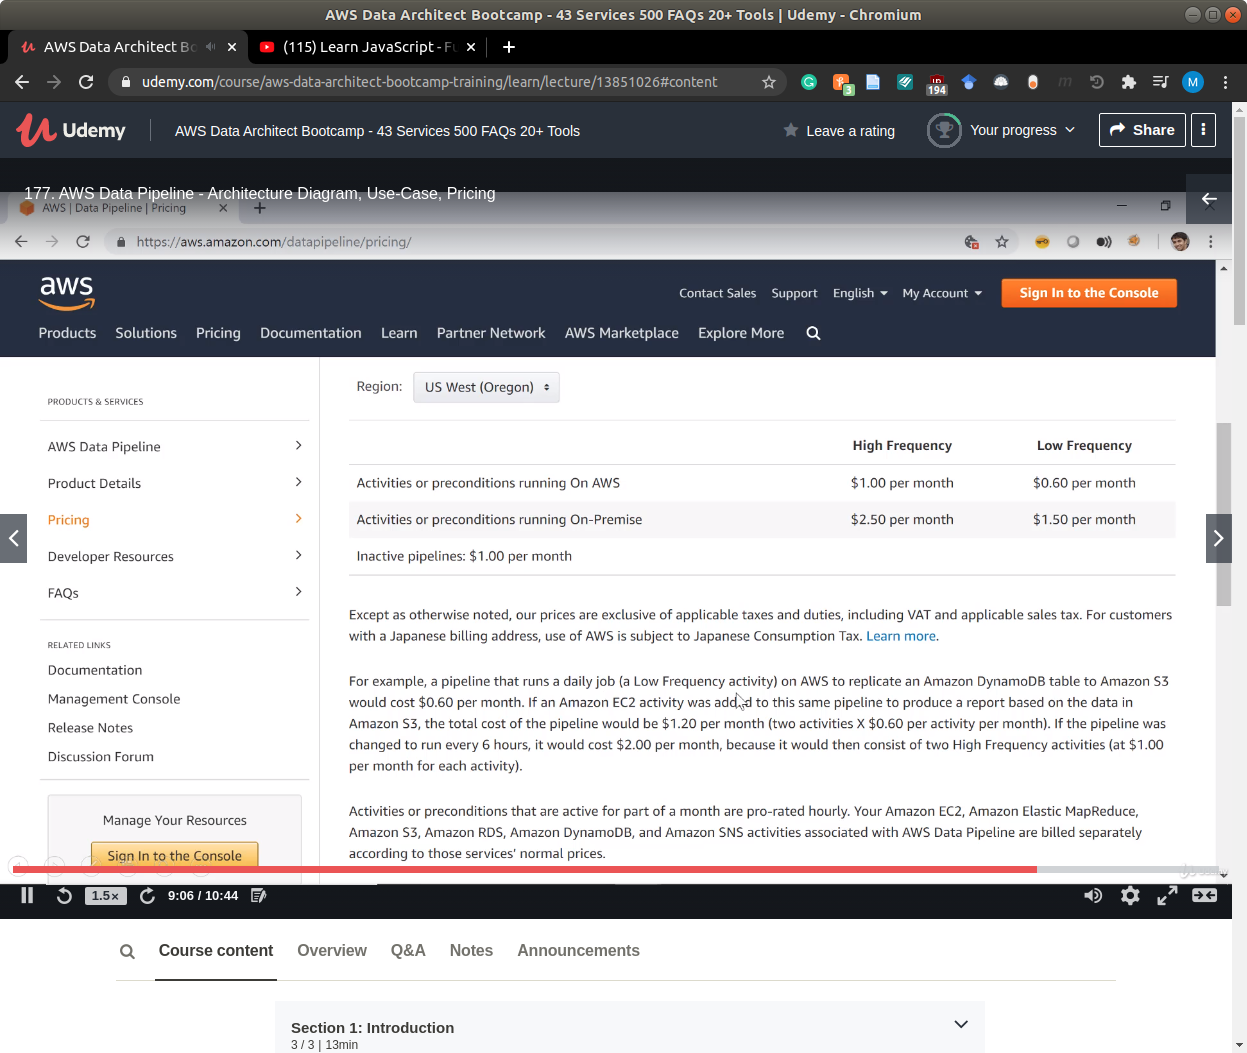 AWS Data Architect Bootcamp - 43 Services 500 FAQs 20+ Tools | Udemy - Chromium
AWS Data Architect Bo
(115) Learn JavaScript - Fu
udemy.com/course/aws-data-architect-bootcamp-training/learn/lecture/13851026#content
3
194
M
Udemy
AWS Data Architect Bootcamp - 43 Services 500 FAQs 20+ Tools
Leave a rating
Your progress
Share
177. AWS Data Pipeline - Architecture Diagram, Use-Case, Pricing
AWS | Data Pipeline | Pricing
https://aws.amazon.com/datapipeline/pricing/
aws
Contact Sales Support English My Account Sign In to the Console
Products Solutions Pricing Documentation Learn Partner Network AWS Marketplace Explore More
PRODUCTS & SERVICES
AWS Data Pipeline
Product Details
Pricing
Developer Resources
FAQs
RELATED LINKS
Documentation
Management Console
Release Notes
Discussion Forum
Manage Your Resources
Sign In to the Console
Region: US West (Oregon)
High Frequency Low Frequency
Activities or preconditions running On AWS $1.00 per month $0.60 per month
Activities or preconditions running On-Premise $2.50 per month $1.50 per month
Inactive pipelines: $1.00 per month
Except as otherwise noted, our prices are exclusive of applicable taxes and duties, including VAT and applicable sales tax. For customers
with a Japanese billing address, use of AWS is subject to Japanese Consumption Tax. Learn more.
For example, a pipeline that runs a daily job (a Low Frequency activity) on AWS to replicate an Amazon DynamoDB table to Amazon S3
would cost $0.60 per month. If an Amazon EC2 activity was added to this same pipeline to produce a report based on the data in
Amazon S3, the total cost of the pipeline would be $1.20 per month (two activities X $0.60 per activity per month). If the pipeline was
changed to run every 6 hours, it would cost $2.00 per month, because it would then consist of two High Frequency activities (at $1.00
per month for each activity).
Activities or preconditions that are active for part of a month are pro-rated hourly. Your Amazon EC2, Amazon Elastic MapReduce,
Amazon S3, Amazon RDS, Amazon DynamoDB, and Amazon SNS activities associated with AWS Data Pipeline are billed separately
according to those services' normal prices.
1.5×
9:06 / 10:44
Course content Overview Q&A Notes Announcements
Section 1: Introduction
3 / 3 | 13min